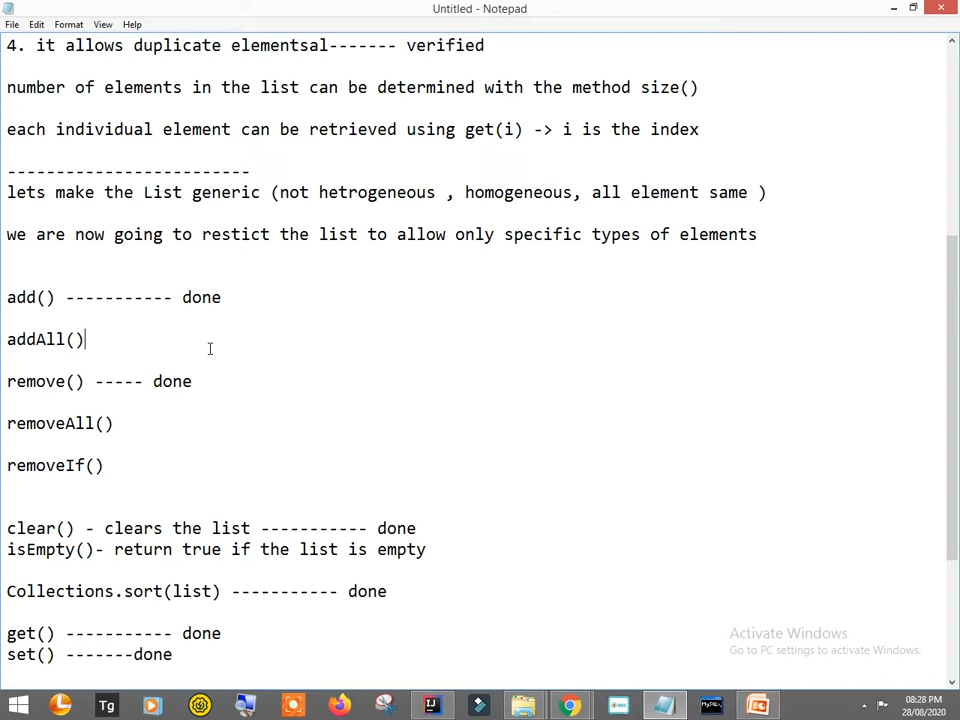 Untitled - Notepad
File Edit Format View Help
4. it allows duplicate elementsal------- verified
number of elements in the list can be determined with the method size()
each individual element can be retrieved using get(i) -> i is the index
-------------------------
lets make the List generic (not hetrogeneous , homogeneous, all element same )
we are now going to restict the list to allow only specific types of elements
add() ----------- done
addAll()
remove() ----- done
removeAll()
removeIf()
clear() - clears the list ----------- done
isEmpty()- return true if the list is empty
Collections.sort(list) ----------- done
get() ----------- done
set() -------done
Activate Windows
Go to PC settings to activate Windows.
Tg
MySQL
08:28 PM
28/08/2020